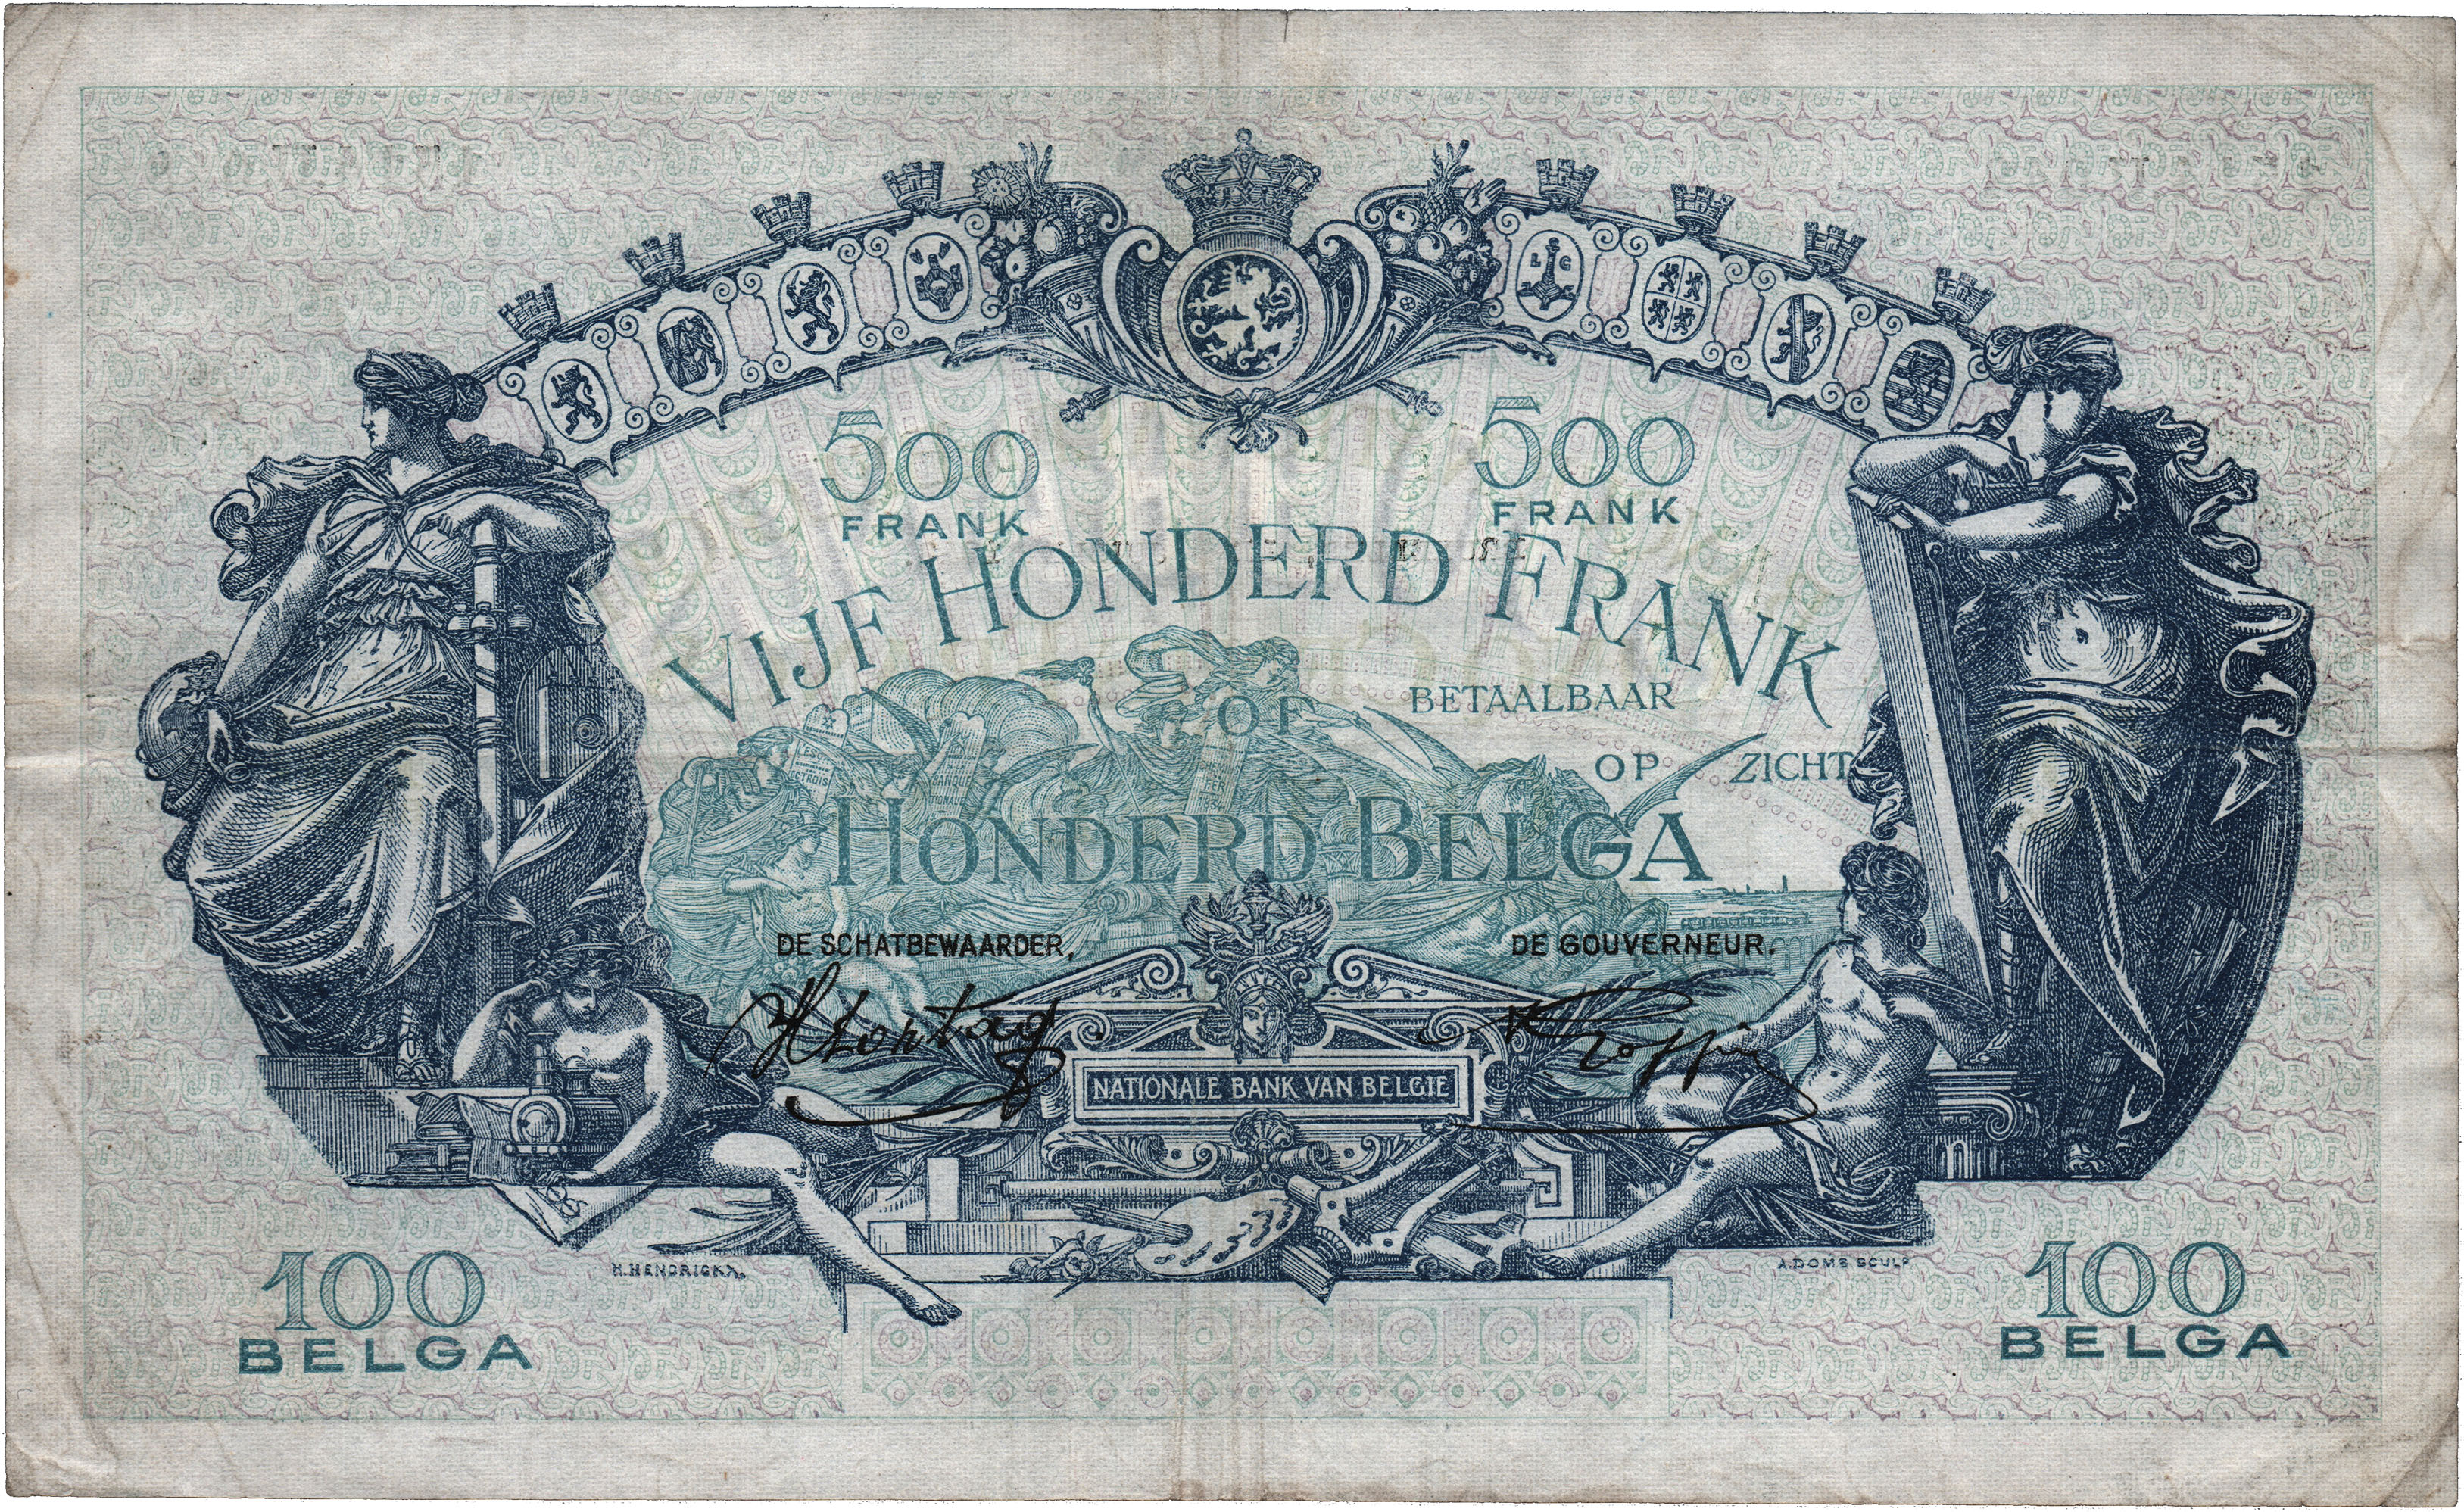 500 500
FRANK FRANK
VIJF HONDERD FRANK
OF BETAALBAAR
OP ZICHT
HONDERD BELGA
DE SCHATBEWAARDER, DE GOUVERNEUR.
NATIONALE BANK VAN BELGIE
H.HENDRICKX. A.DOMS SCULP
100 100
BELGA BELGA
L G